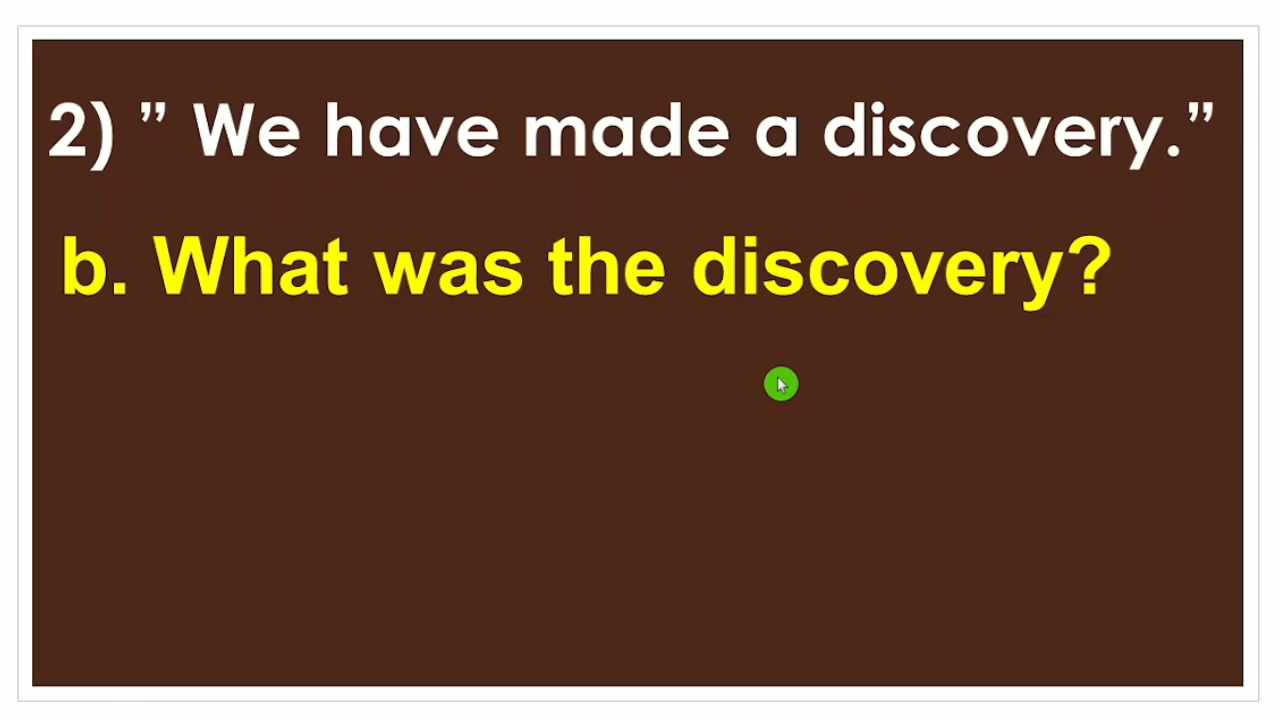 2) ” We have made a discovery.”
b. What was the discovery?